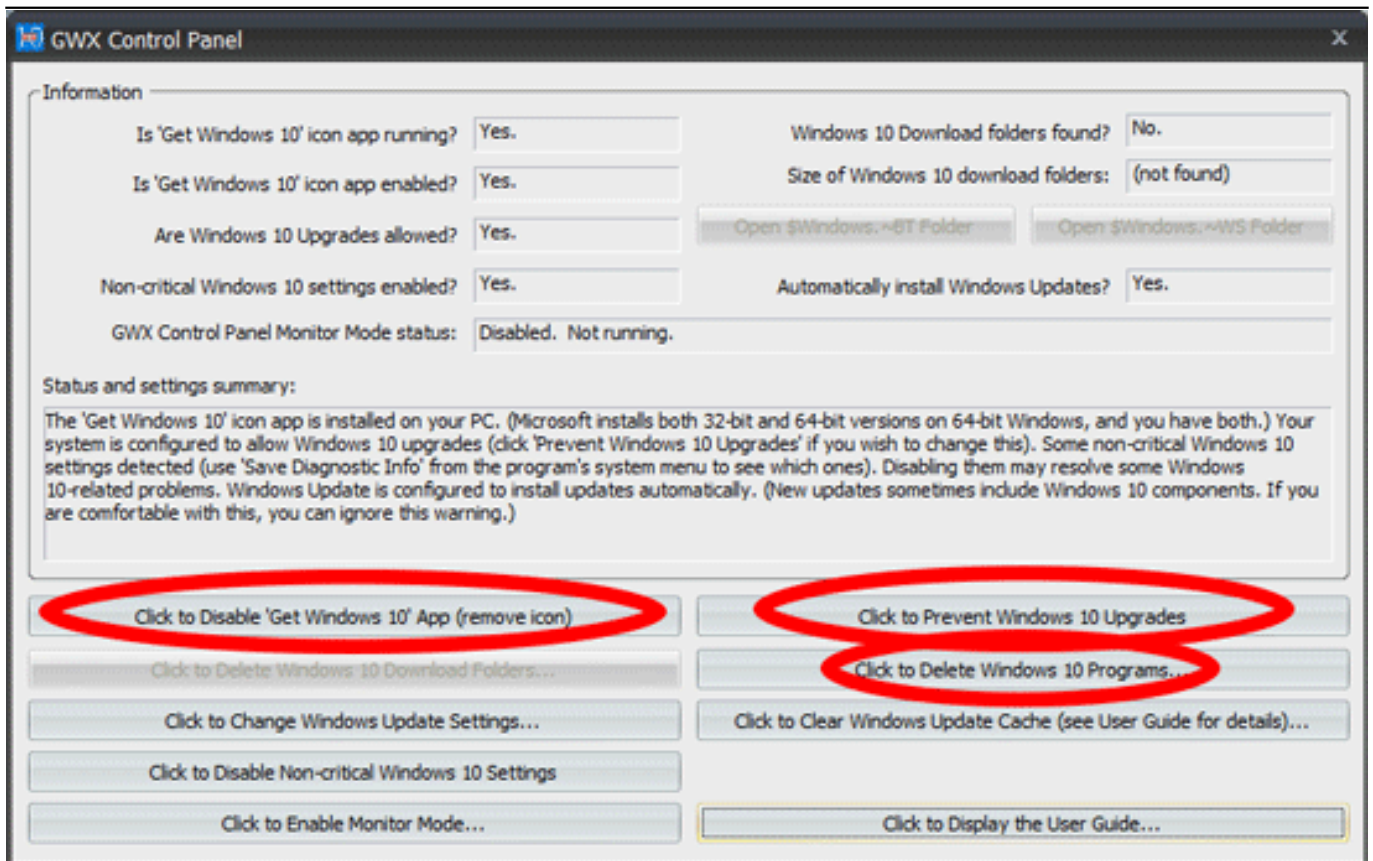 GWX Control Panel
x
Information
Is 'Get Windows 10' icon app running? Yes.
Windows 10 Download folders found? No.
Is 'Get Windows 10' icon app enabled? Yes.
Size of Windows 10 download folders: (not found)
Are Windows 10 Upgrades allowed? Yes.
Open $Windows.~BT Folder
Open $Windows.~WS Folder
Non-critical Windows 10 settings enabled? Yes.
Automatically install Windows Updates? Yes.
GWX Control Panel Monitor Mode status: Disabled. Not running.
Status and settings summary:
The 'Get Windows 10' icon app is installed on your PC. (Microsoft installs both 32-bit and 64-bit versions on 64-bit Windows, and you have both.) Your
system is configured to allow Windows 10 upgrades (click 'Prevent Windows 10 Upgrades' if you wish to change this). Some non-critical Windows 10
settings detected (use 'Save Diagnostic Info' from the program's system menu to see which ones). Disabling them may resolve some Windows
10-related problems. Windows Update is configured to install updates automatically. (New updates sometimes include Windows 10 components. If you
are comfortable with this, you can ignore this warning.)
Click to Disable 'Get Windows 10' App (remove icon)
Click to Prevent Windows 10 Upgrades
Click to Delete Windows 10 Download Folders...
Click to Delete Windows 10 Programs...
Click to Change Windows Update Settings...
Click to Clear Windows Update Cache (see User Guide for details)...
Click to Disable Non-critical Windows 10 Settings
Click to Enable Monitor Mode...
Click to Display the User Guide...